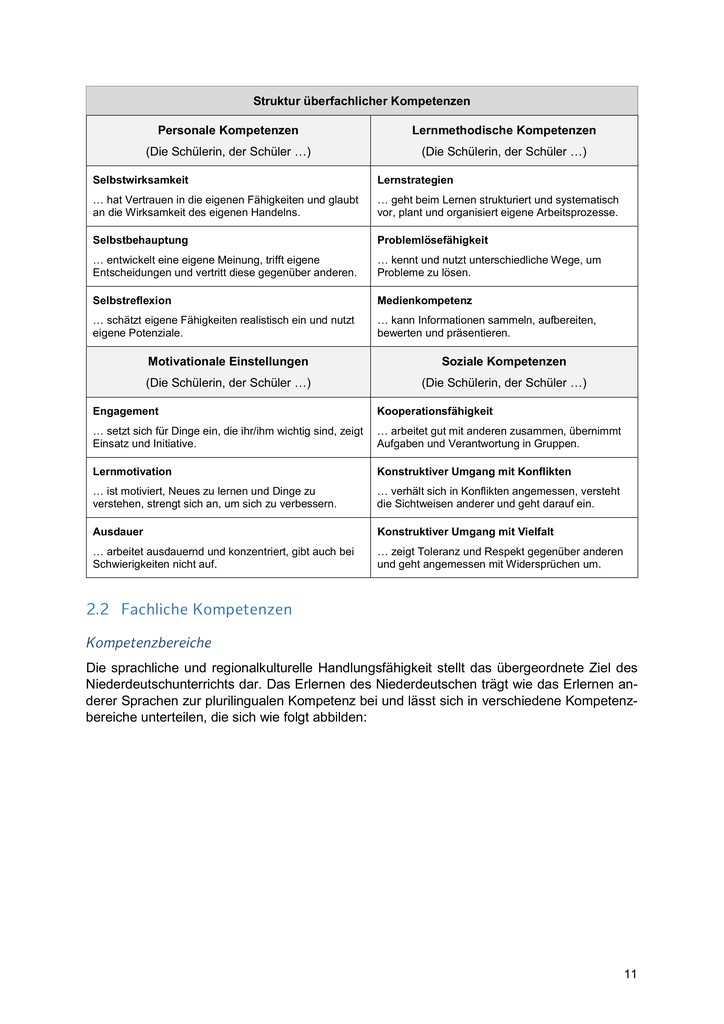 Struktur überfachlicher Kompetenzen
Personale Kompetenzen
(Die Schülerin, der Schüler …)
Lernmethodische Kompetenzen
(Die Schülerin, der Schüler …)
Selbstwirksamkeit
… hat Vertrauen in die eigenen Fähigkeiten und glaubt
an die Wirksamkeit des eigenen Handelns.
Lernstrategien
… geht beim Lernen strukturiert und systematisch
vor, plant und organisiert eigene Arbeitsprozesse.
Selbstbehauptung
… entwickelt eine eigene Meinung, trifft eigene
Entscheidungen und vertritt diese gegenüber anderen.
Problemlösefähigkeit
… kennt und nutzt unterschiedliche Wege, um
Probleme zu lösen.
Selbstreflexion
… schätzt eigene Fähigkeiten realistisch ein und nutzt
eigene Potenziale.
Medienkompetenz
… kann Informationen sammeln, aufbereiten,
bewerten und präsentieren.
Motivationale Einstellungen
(Die Schülerin, der Schüler …)
Soziale Kompetenzen
(Die Schülerin, der Schüler …)
Engagement
… setzt sich für Dinge ein, die ihr/ihm wichtig sind, zeigt
Einsatz und Initiative.
Kooperationsfähigkeit
… arbeitet gut mit anderen zusammen, übernimmt
Aufgaben und Verantwortung in Gruppen.
Lernmotivation
… ist motiviert, Neues zu lernen und Dinge zu
verstehen, strengt sich an, um sich zu verbessern.
Konstruktiver Umgang mit Konflikten
… verhält sich in Konflikten angemessen, versteht
die Sichtweisen anderer und geht darauf ein.
Ausdauer
… arbeitet ausdauernd und konzentriert, gibt auch bei
Schwierigkeiten nicht auf.
Konstruktiver Umgang mit Vielfalt
… zeigt Toleranz und Respekt gegenüber anderen
und geht angemessen mit Widersprüchen um.
2.2 Fachliche Kompetenzen
Kompetenzbereiche
Die sprachliche und regionalkulturelle Handlungsfähigkeit stellt das übergeordnete Ziel des
Niederdeutschunterrichts dar. Das Erlernen des Niederdeutschen trägt wie das Erlernen an-
derer Sprachen zur plurilingualen Kompetenz bei und lässt sich in verschiedene Kompetenz-
bereiche unterteilen, die sich wie folgt abbilden:
11